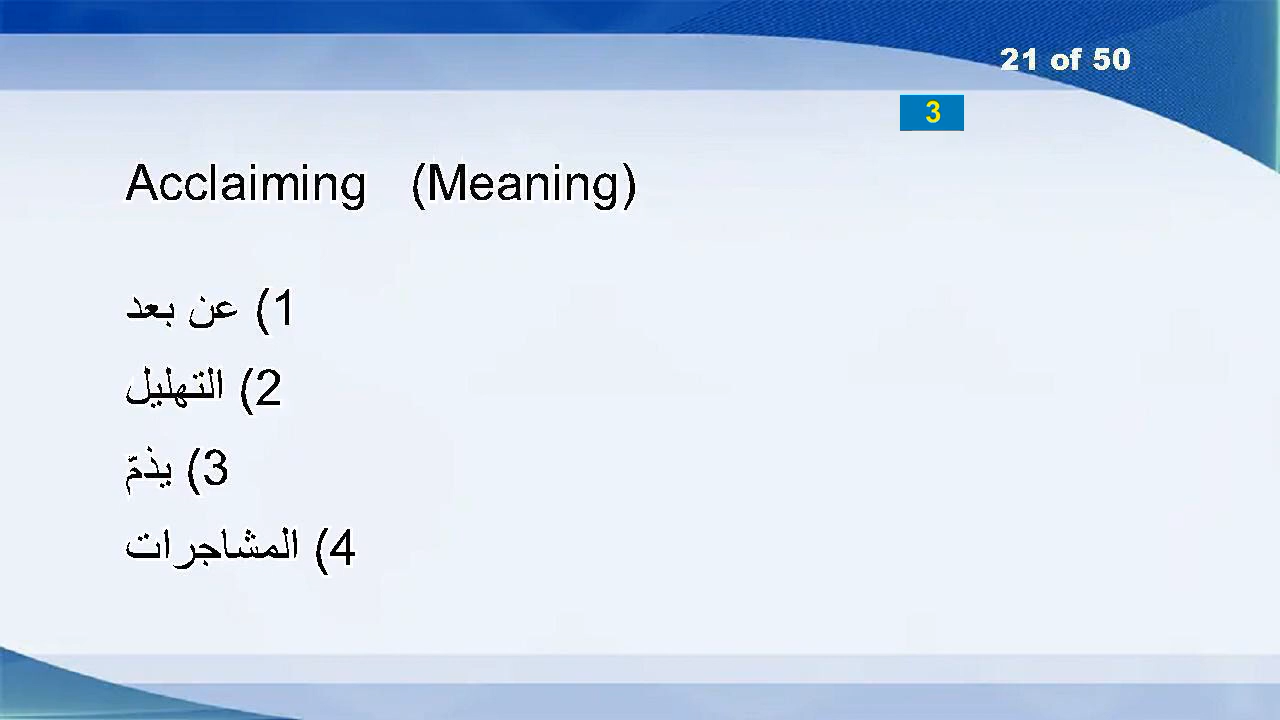 21 of 50
3
Acclaiming (Meaning)
1) عن بعد
2) التهليل
3) يذمّ
4) المشاجرات